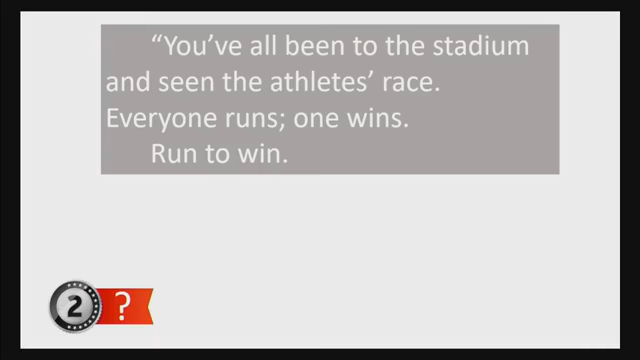 “You’ve all been to the stadium
and seen the athletes’ race.
Everyone runs; one wins.
Run to win.
2 ?